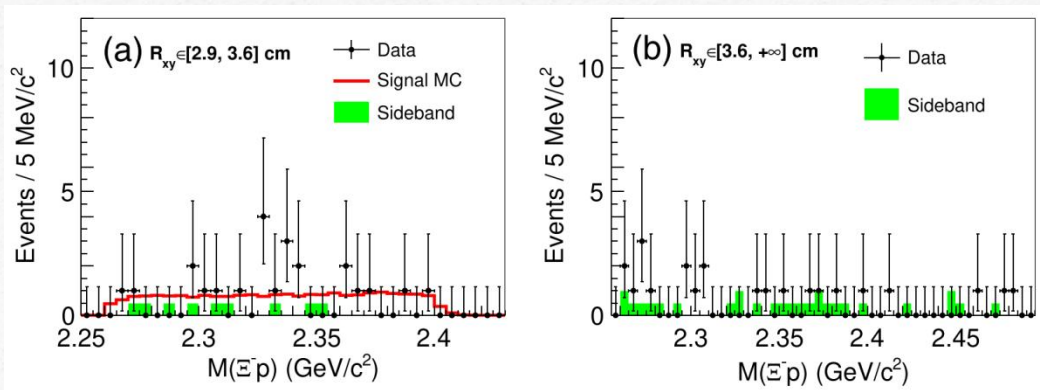 (a) R_xy∈[2.9, 3.6] cm
Data
Signal MC
Sideband
Events / 5 MeV/c²
10
5
0
2.25 2.3 2.35 2.4
M(Ξ⁻p) (GeV/c²)
(b) R_xy∈[3.6, +∞] cm
Data
Sideband
Events / 5 MeV/c²
10
5
0
2.3 2.35 2.4 2.45
M(Ξ⁻p) (GeV/c²)